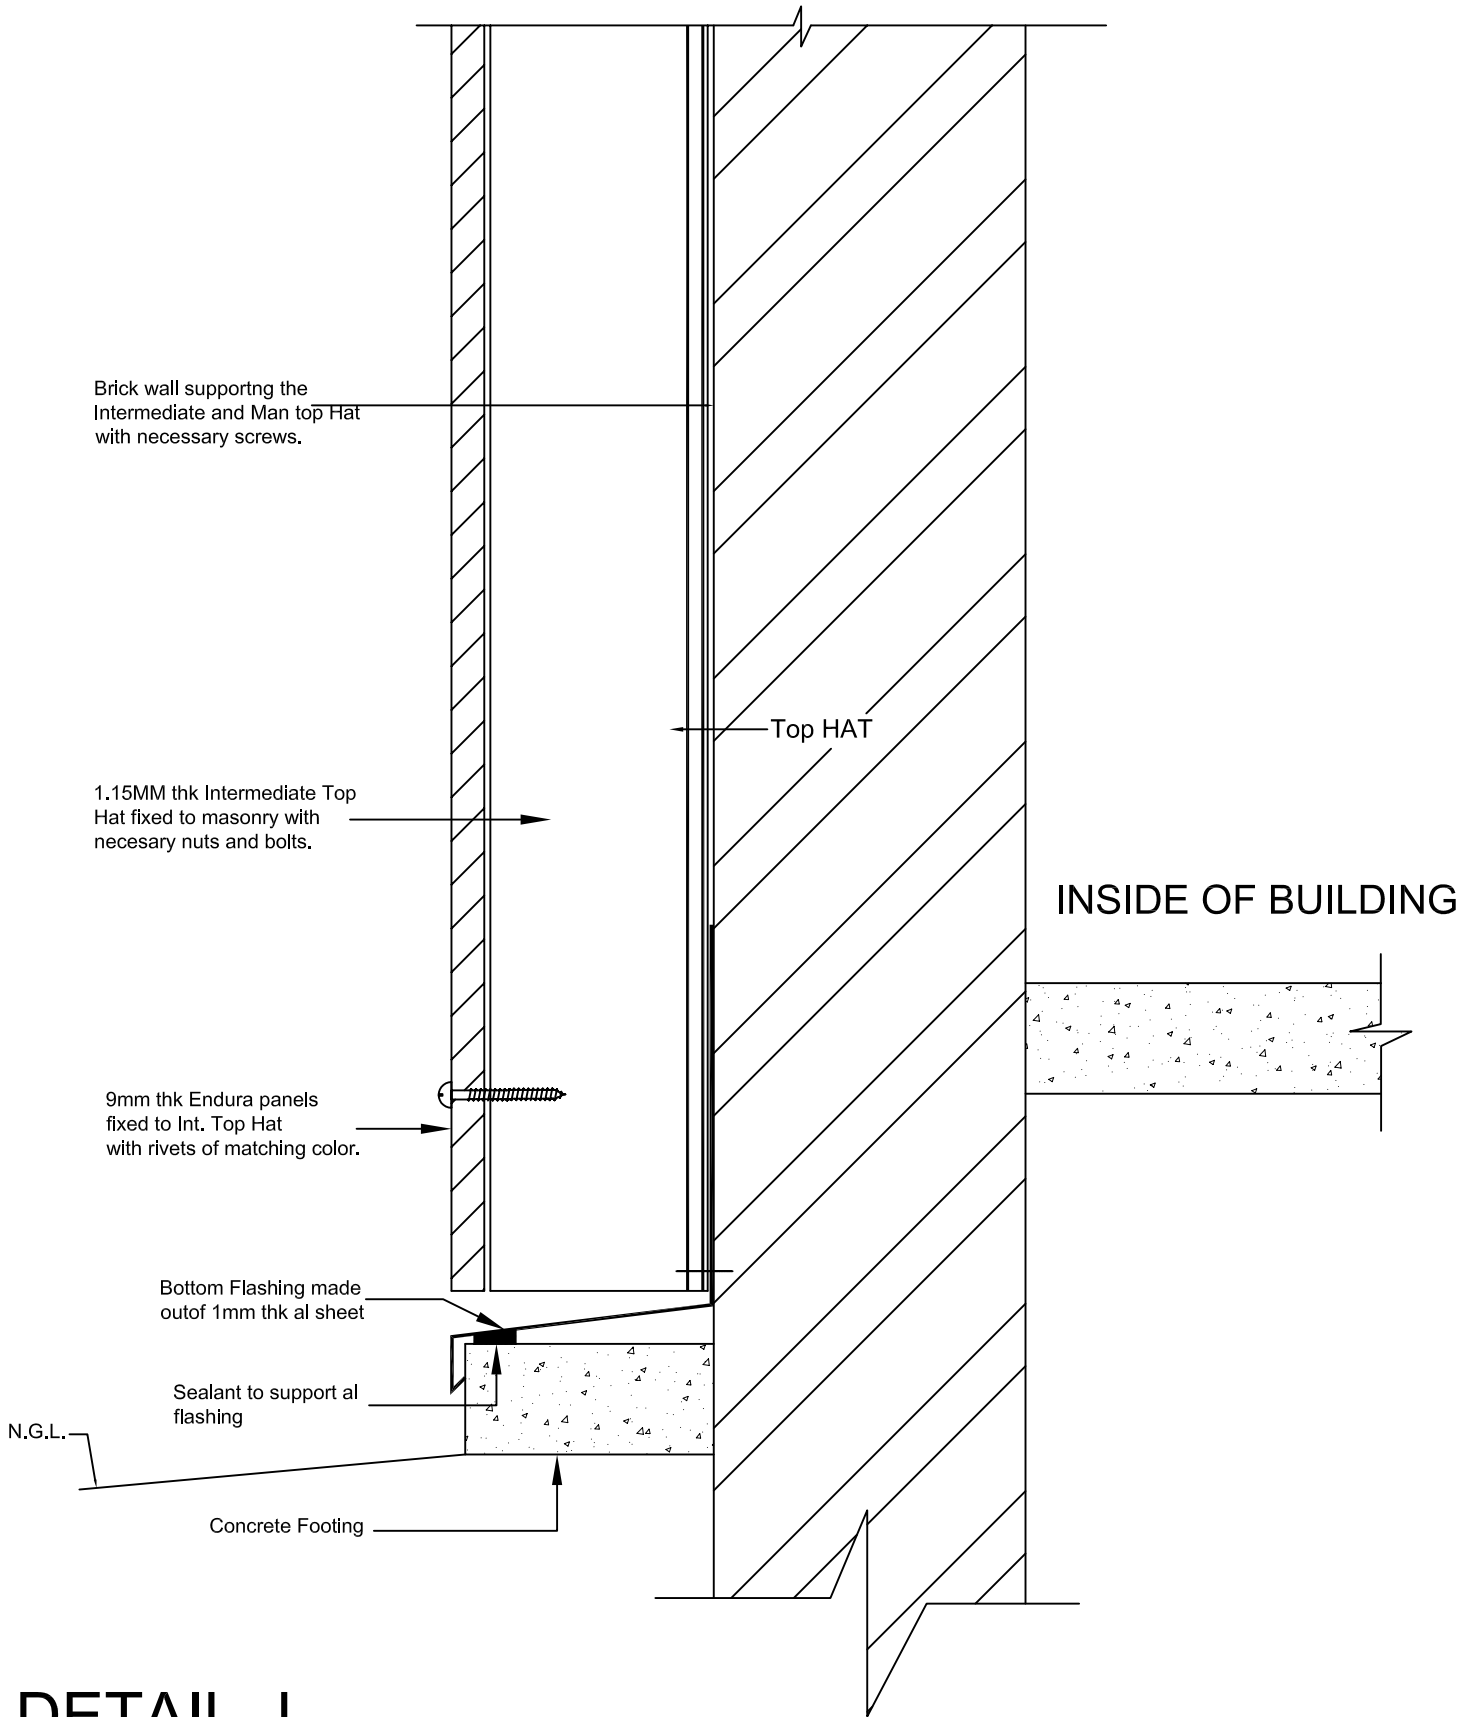 Brick wall supportng the
Intermediate and Man top Hat
with necessary screws.
Top HAT
1.15MM thk Intermediate Top
Hat fixed to masonry with
necesary nuts and bolts.
INSIDE OF BUILDING
9mm thk Endura panels
fixed to Int. Top Hat
with rivets of matching color.
Bottom Flashing made
outof 1mm thk al sheet
Sealant to support al
flashing
N.G.L.
Concrete Footing
DETAIL